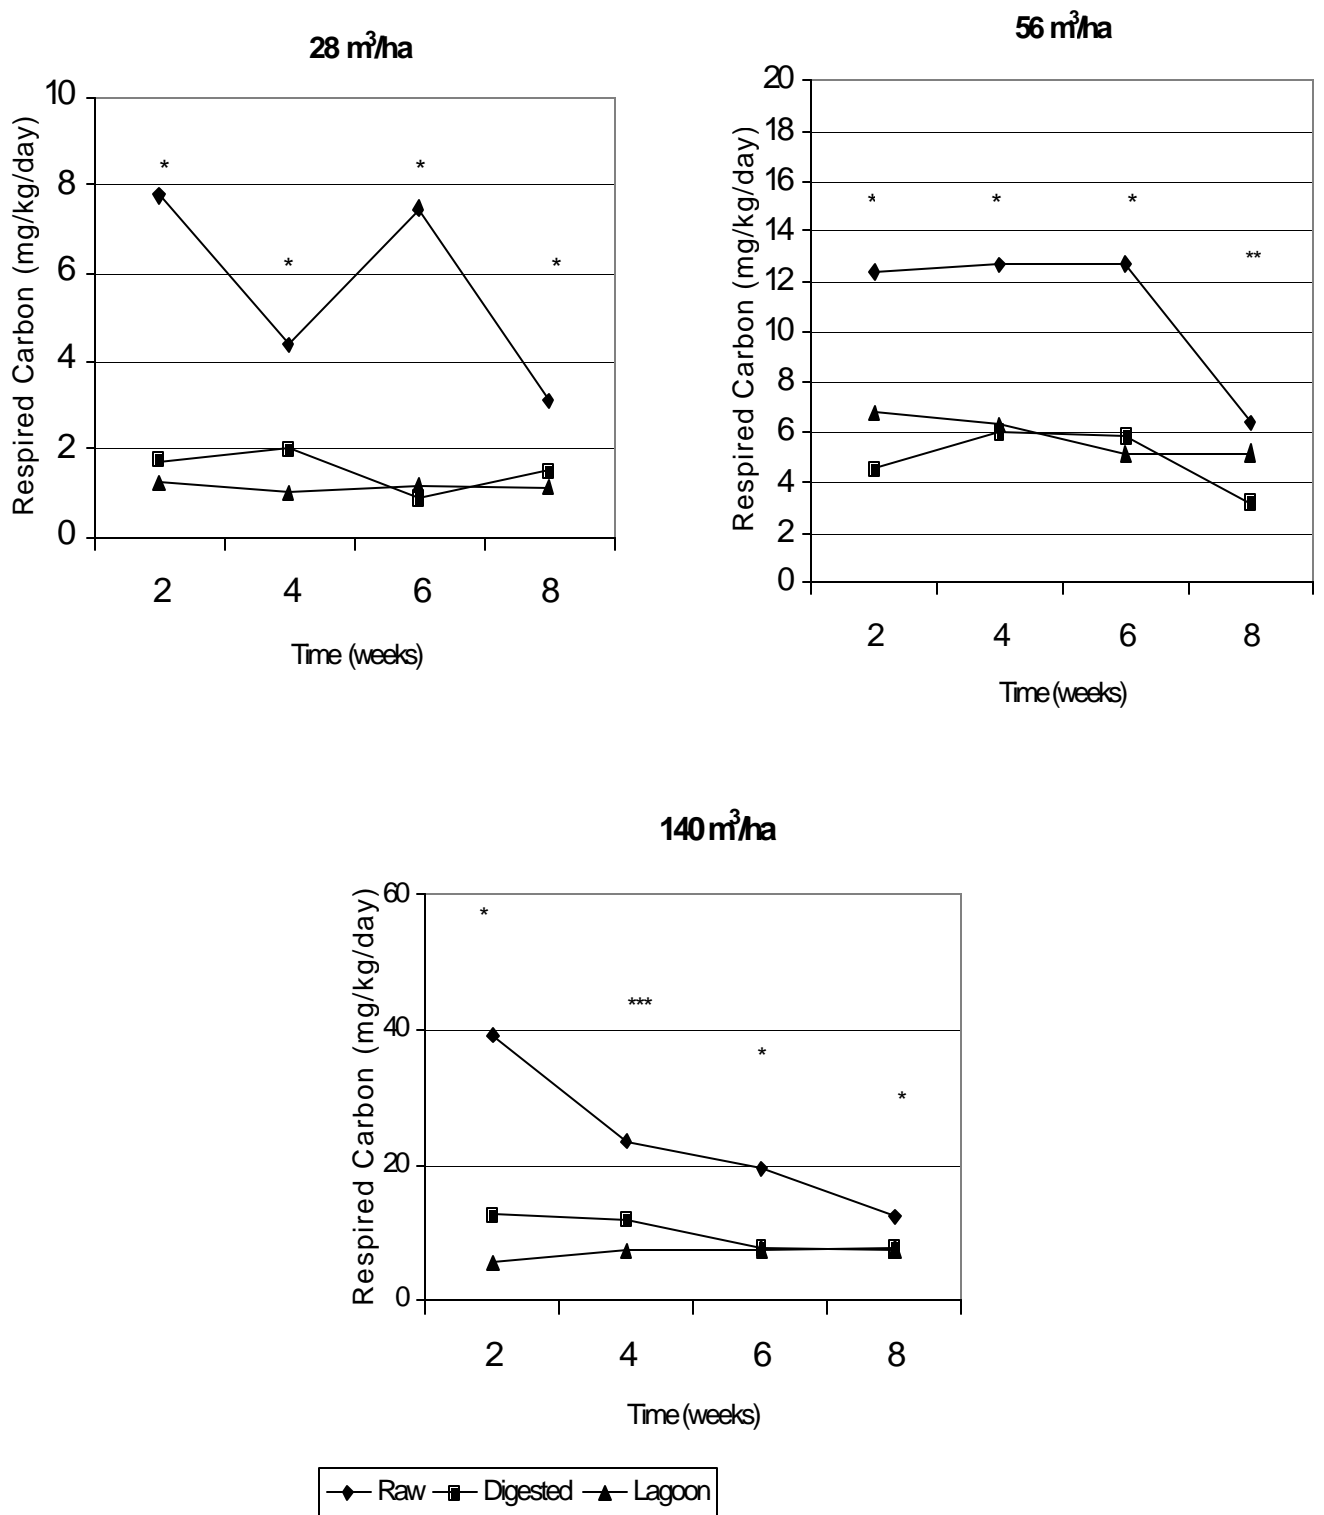 28 m³/ha
10
8
6
4
2
0
* * * *
Respired Carbon (mg/kg/day)
2 4 6 8
Time (weeks)
56 m³/ha
20
18
16
14
12
10
8
6
4
2
0
* * * **
Respired Carbon (mg/kg/day)
2 4 6 8
Time (weeks)
140 m³/ha
60
40
20
0
* *** * *
Respired Carbon (mg/kg/day)
2 4 6 8
Time (weeks)
Raw Digested Lagoon